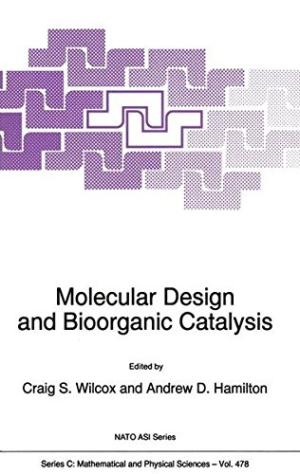 Molecular Design
and Bioorganic Catalysis
Edited by
Craig S. Wilcox and Andrew D. Hamilton
NATO ASI Series
Series C: Mathematical and Physical Sciences – Vol. 478